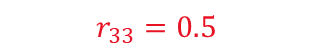 r₃₃ = 0.5